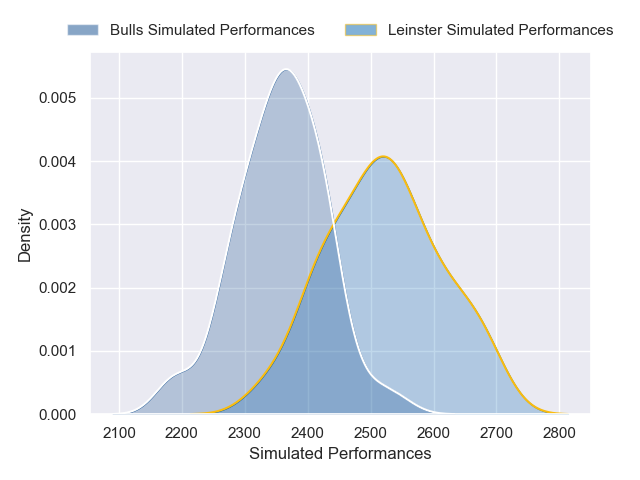 Bulls Simulated Performances Leinster Simulated Performances
0.005
0.004
0.003
0.002
0.001
0.000
Density
2100 2200 2300 2400 2500 2600 2700 2800
Simulated Performances